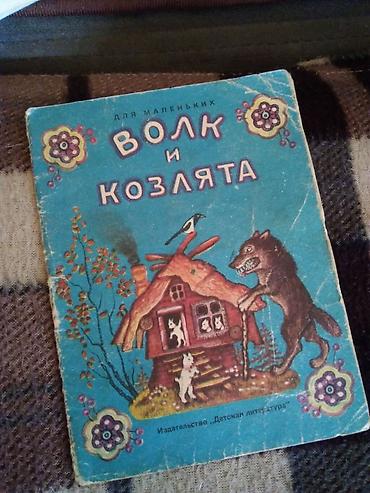 ДЛЯ МАЛЕНЬКИХ
ВОЛК
И
КОЗЛЯТА
Издательство „Детская литература"